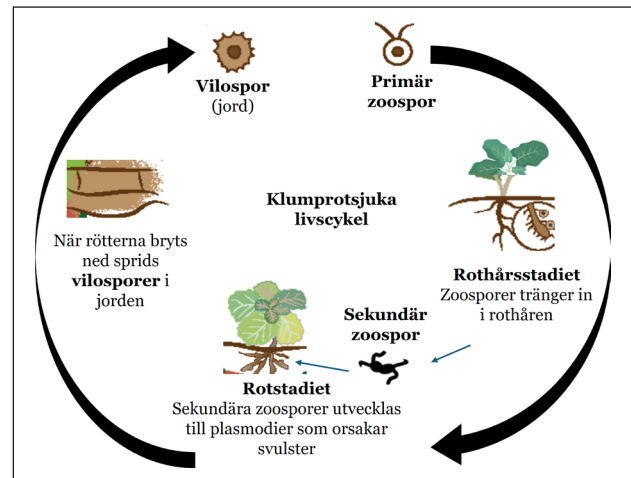 Vilospor
(jord)
Primär
zoospor
Klumprotsjuka
livscykel
Rothårsstadiet
Zoosporer tränger in
i rothåren
Sekundär
zoospor
Rotstadiet
Sekundära zoosporer utvecklas
till plasmodier som orsakar
svulster
När rötterna bryts
ned sprids
vilosporer i
jorden